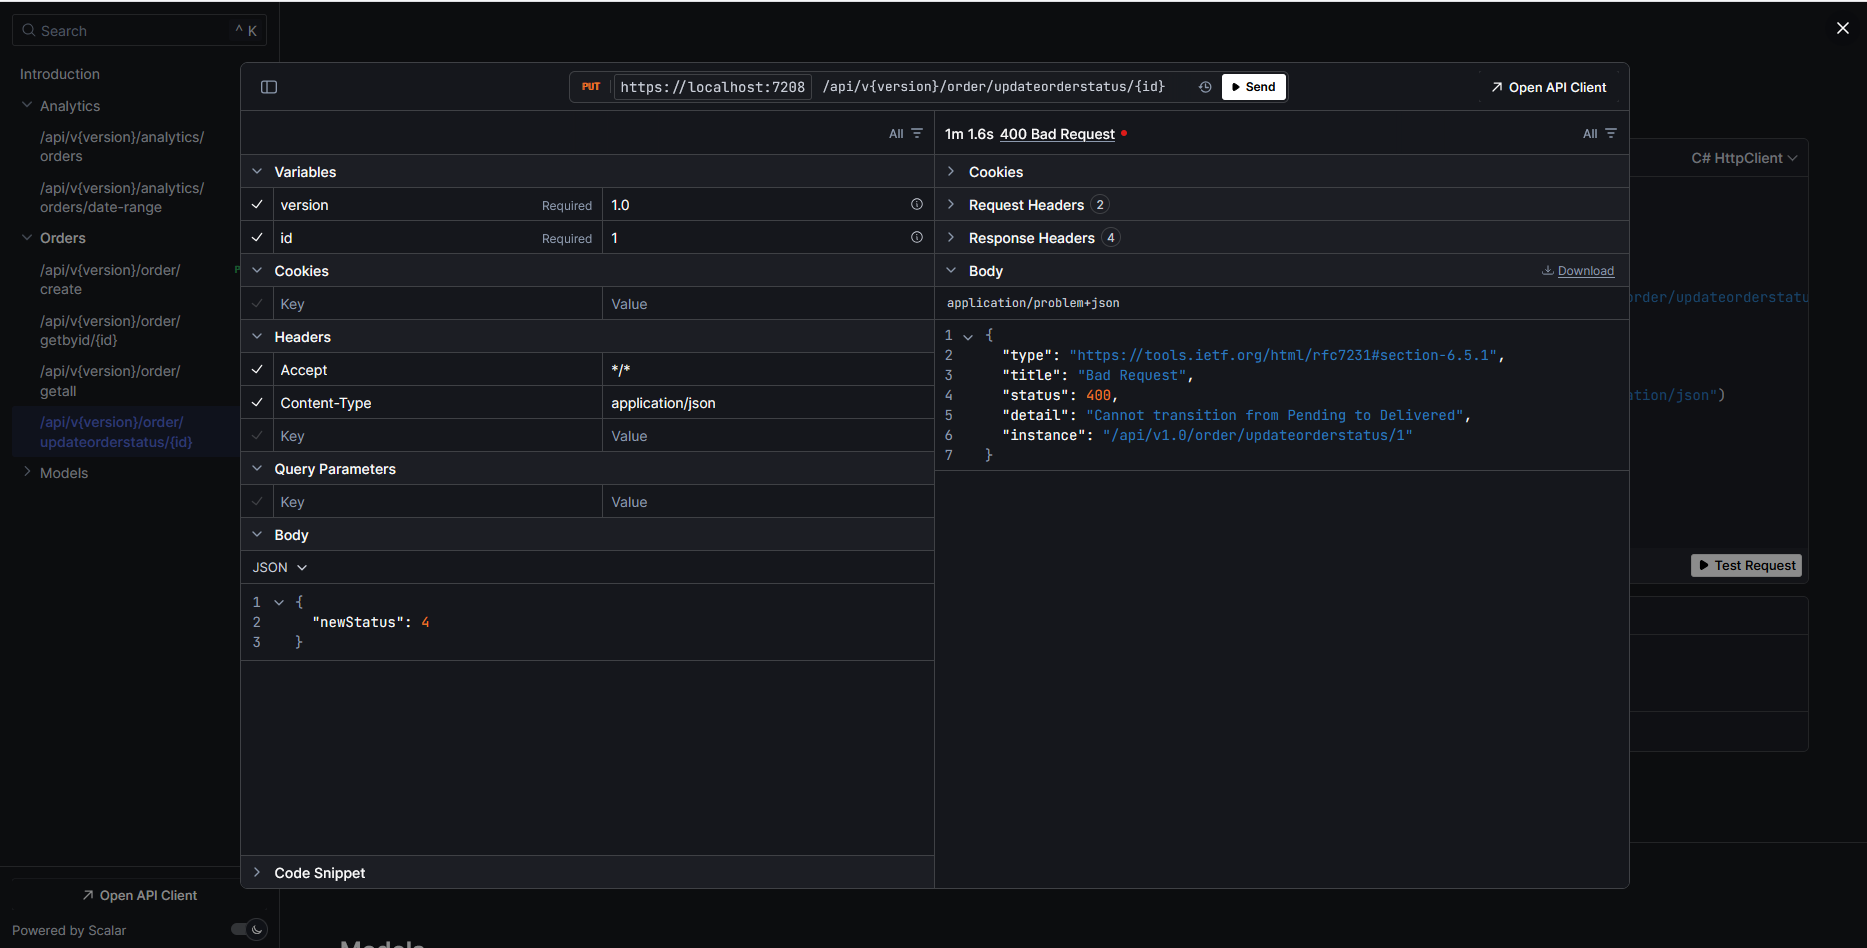 Search ^ K
Introduction
Analytics
/api/v{version}/analytics/
orders
/api/v{version}/analytics/
orders/date-range
Orders
/api/v{version}/order/
create
P
/api/v{version}/order/
getbyid/{id}
/api/v{version}/order/
getall
/api/v{version}/order/
updateorderstatus/{id}
Models
Open API Client
Powered by Scalar
PUT https://localhost:7208 /api/v{version}/order/updateorderstatus/{id} Send
Open API Client
All
Variables
version Required 1.0
id Required 1
Cookies
Key Value
Headers
Accept */*
Content-Type application/json
Key Value
Query Parameters
Key Value
Body
JSON
1 {
2 "newStatus": 4
3 }
Code Snippet
1m 1.6s 400 Bad Request All
Cookies
Request Headers 2
Response Headers 4
Body Download
application/problem+json
1 {
2 "type": "https://tools.ietf.org/html/rfc7231#section-6.5.1",
3 "title": "Bad Request",
4 "status": 400,
5 "detail": "Cannot transition from Pending to Delivered",
6 "instance": "/api/v1.0/order/updateorderstatus/1"
7 }
C# HttpClient
order/updateorderstatu
ation/json")
Test Request
Models